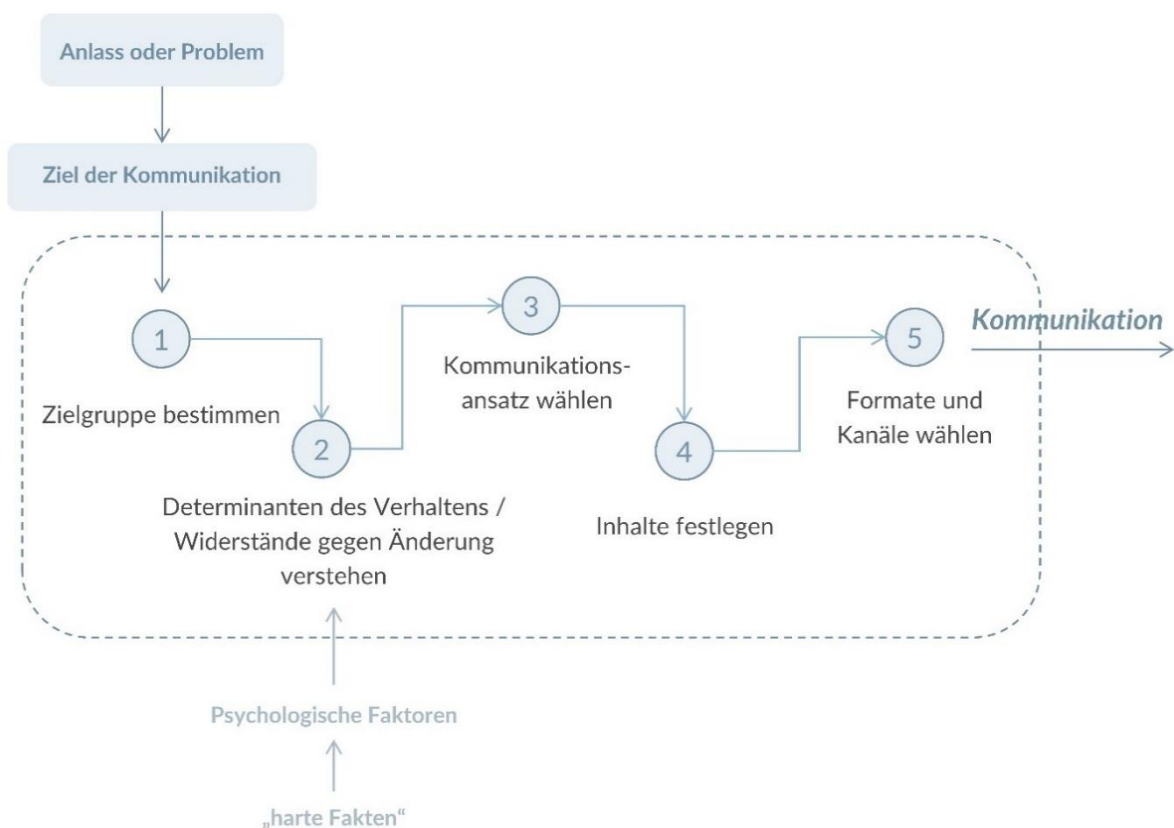 Anlass oder Problem
Ziel der Kommunikation
1
Zielgruppe bestimmen
2
Determinanten des Verhaltens /
Widerstände gegen Änderung
verstehen
3
Kommunikations-
ansatz wählen
4
Inhalte festlegen
5
Formate und
Kanäle wählen
Kommunikation
Psychologische Faktoren
„harte Fakten“